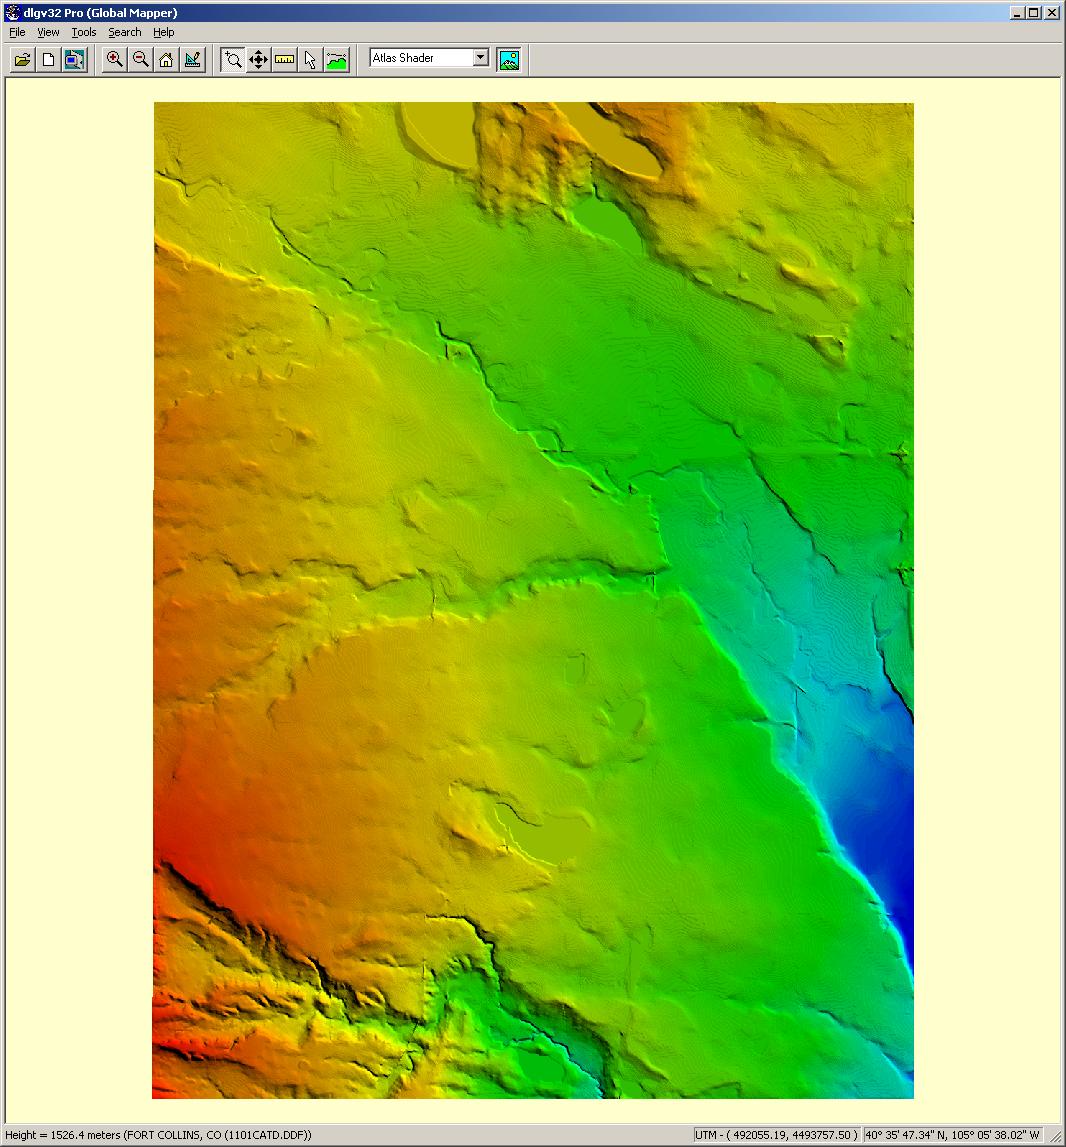 dlgv32 Pro (Global Mapper)
File View Tools Search Help
Atlas Shader
Height = 1526.4 meters (FORT COLLINS, CO (1101CATD.DDF)) UTM - ( 492055.19, 4493757.50 ) 40° 35' 47.34" N, 105° 05' 38.02" W